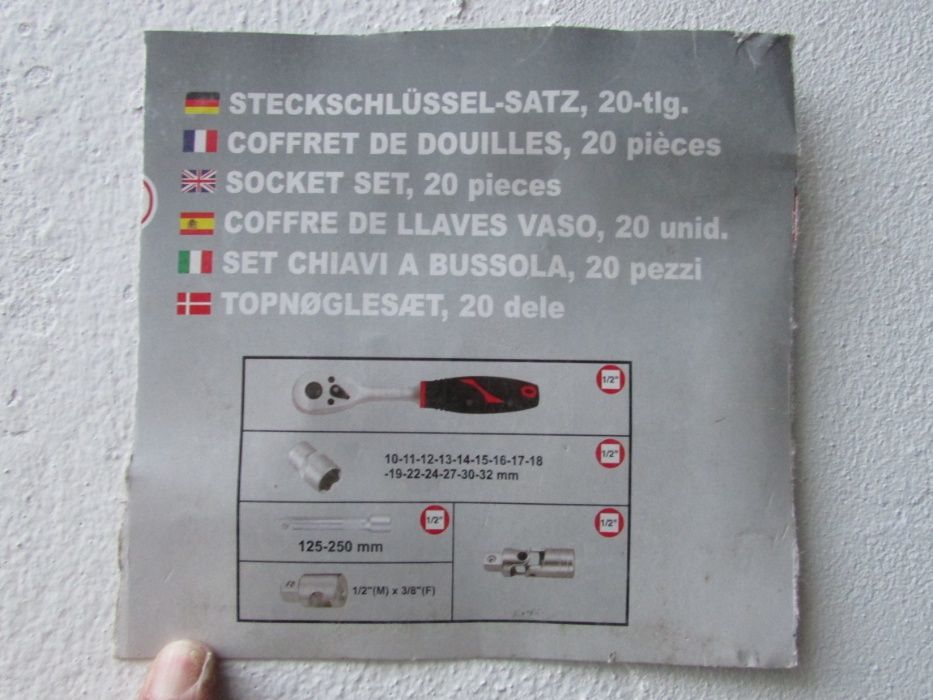 STECKSCHLÜSSEL-SATZ, 20-tlg.
COFFRET DE DOUILLES, 20 pièces
SOCKET SET, 20 pieces
COFFRE DE LLAVES VASO, 20 unid.
SET CHIAVI A BUSSOLA, 20 pezzi
TOPNØGLESÆT, 20 dele
1/2"
10-11-12-13-14-15-16-17-18
-19-22-24-27-30-32 mm
1/2"
1/2"
125-250 mm
1/2"
1/2"(M) x 3/8"(F)